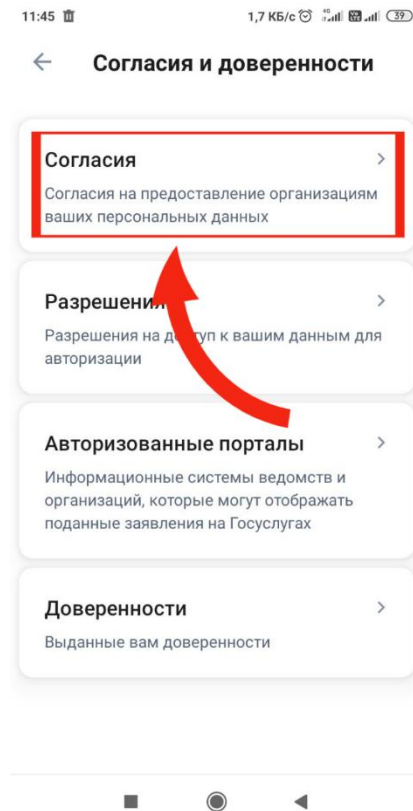 11:45 1,7 КБ/с 4G 39
Согласия и доверенности
Согласия
Согласия на предоставление организациям
ваших персональных данных
Разрешения
Разрешения на доступ к вашим данным для
авторизации
Авторизованные порталы
Информационные системы ведомств и
организаций, которые могут отображать
поданные заявления на Госуслугах
Доверенности
Выданные вам доверенности